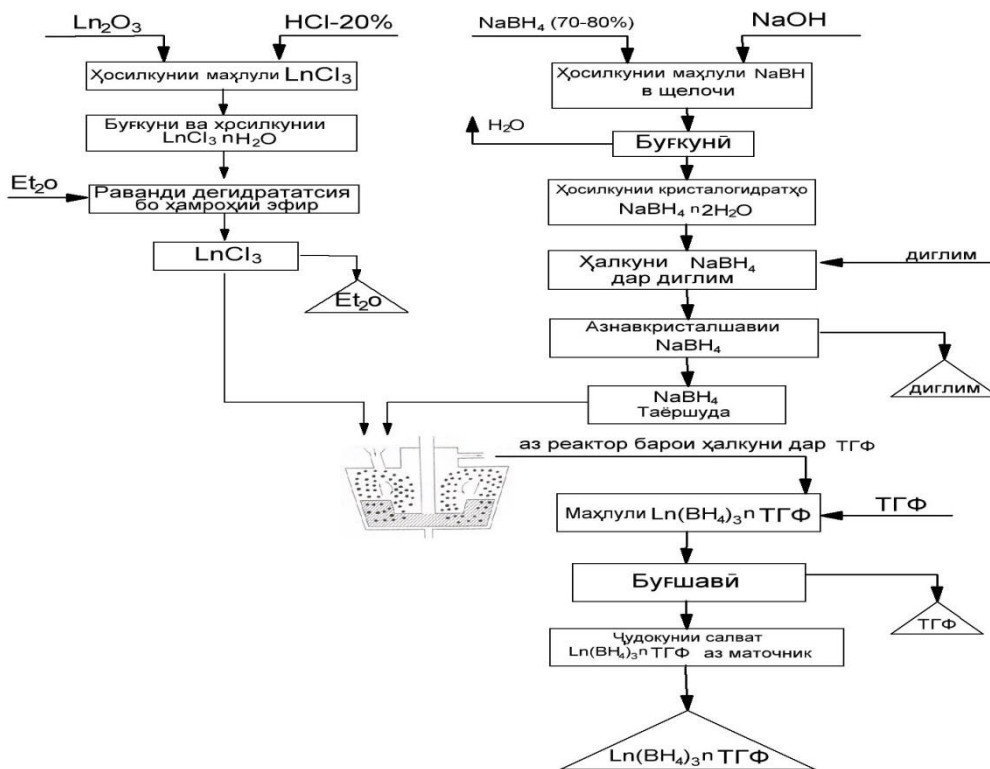 Ln₂O₃
HCl-20%
Ҳосилкунии маҳлули LnCl₃
Буғкуни ва ҳосилкунии
LnCl₃ nH₂O
Et₂o
Раванди дегидрататсия
бо ҳамроҳии эфир
LnCl₃
Et₂o
NaBH₄ (70-80%)
NaOH
Ҳосилкунии маҳлули NaBH
в щелочи
H₂O
Буғкунӣ
Ҳосилкунии кристалогидратҳо
NaBH₄ n2H₂O
Ҳалкуни NaBH₄
дар диглим
диглим
Азнавкристалшавии
NaBH₄
диглим
NaBH₄
Таёршуда
аз реактор барои ҳалкуни дар ТГФ
Маҳлули Ln(BH₄)₃n ТГФ
ТГФ
Буғшавӣ
ТГФ
Ҷудокунии салват
Ln(BH₄)₃n ТГФ аз маточник
Ln(BH₄)₃n ТГФ